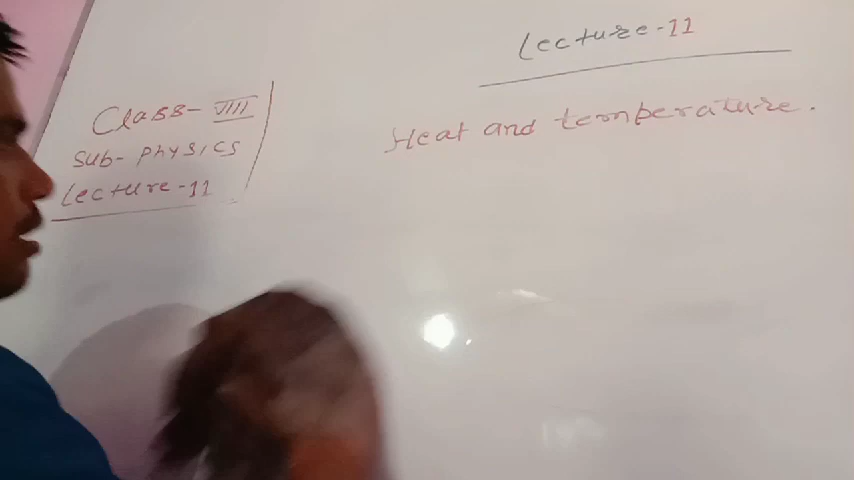 Lecture-11
Class-VIII
Sub-Physics
Lecture-11
Heat and temperature.